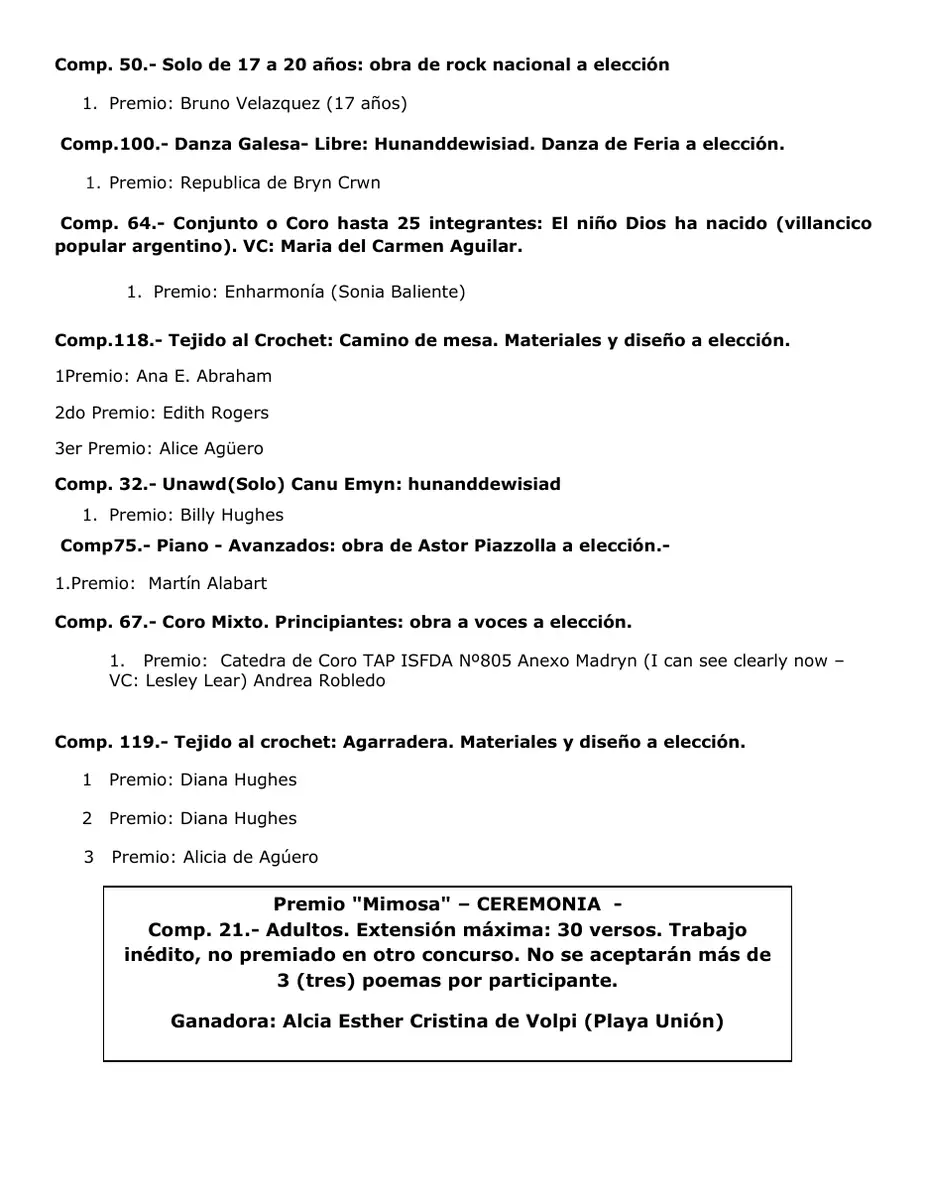 Comp. 50.- Solo de 17 a 20 años: obra de rock nacional a elección
1. Premio: Bruno Velazquez (17 años)
Comp.100.- Danza Galesa- Libre: Hunanddewisiad. Danza de Feria a elección.
1. Premio: Republica de Bryn Crwn
Comp. 64.- Conjunto o Coro hasta 25 integrantes: El niño Dios ha nacido (villancico
popular argentino). VC: Maria del Carmen Aguilar.
1. Premio: Enharmonía (Sonia Baliente)
Comp.118.- Tejido al Crochet: Camino de mesa. Materiales y diseño a elección.
1Premio: Ana E. Abraham
2do Premio: Edith Rogers
3er Premio: Alice Agüero
Comp. 32.- Unawd(Solo) Canu Emyn: hunanddewisiad
1. Premio: Billy Hughes
Comp75.- Piano - Avanzados: obra de Astor Piazzolla a elección.-
1.Premio: Martín Alabart
Comp. 67.- Coro Mixto. Principiantes: obra a voces a elección.
1. Premio: Catedra de Coro TAP ISFDA Nº805 Anexo Madryn (I can see clearly now –
VC: Lesley Lear) Andrea Robledo
Comp. 119.- Tejido al crochet: Agarradera. Materiales y diseño a elección.
1 Premio: Diana Hughes
2 Premio: Diana Hughes
3 Premio: Alicia de Agúero
Premio "Mimosa" – CEREMONIA -
Comp. 21.- Adultos. Extensión máxima: 30 versos. Trabajo
inédito, no premiado en otro concurso. No se aceptarán más de
3 (tres) poemas por participante.
Ganadora: Alcia Esther Cristina de Volpi (Playa Unión)